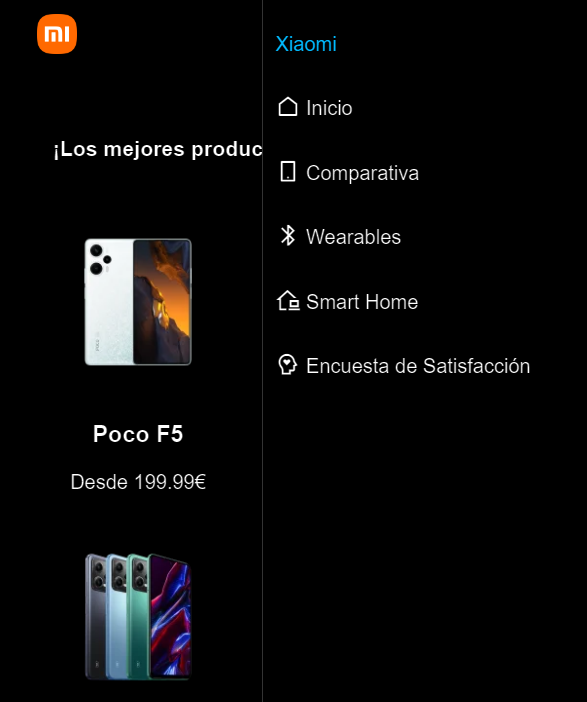 mi
Xiaomi
Inicio
¡Los mejores produc
Comparativa
Wearables
Smart Home
Encuesta de Satisfacción
Poco F5
Desde 199.99€